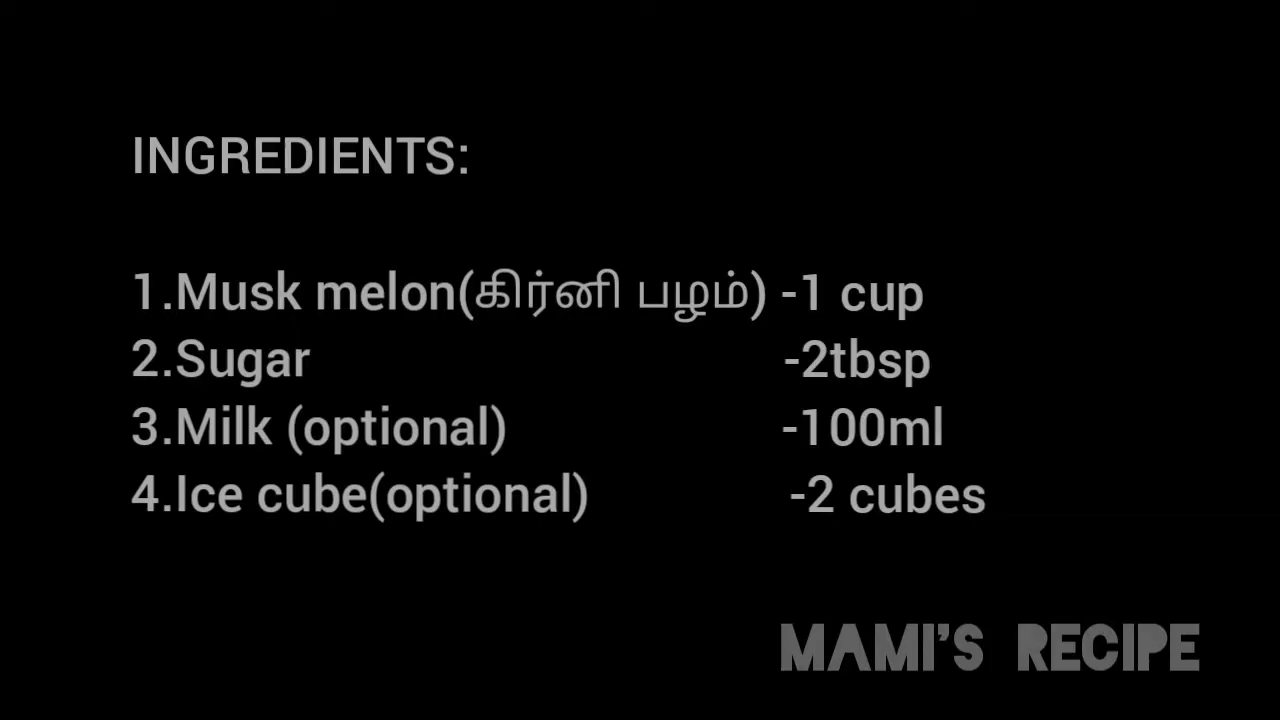 INGREDIENTS:
1.Musk melon(கிர்னி பழம்) -1 cup
2.Sugar -2tbsp
3.Milk (optional) -100ml
4.Ice cube(optional) -2 cubes
MAMI'S RECIPE